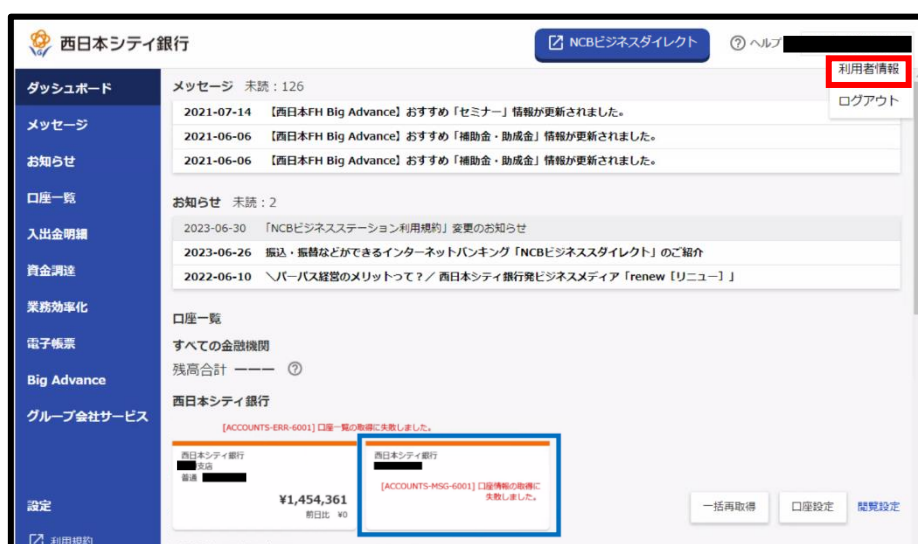 西日本シティ銀行
NCBビジネスダイレクト
ヘルプ
利用者情報
ログアウト
ダッシュボード
メッセージ
お知らせ
口座一覧
入出金明細
資金調達
業務効率化
電子帳票
Big Advance
グループ会社サービス
設定
利用規約
メッセージ 未読：126
2021-07-14 【西日本FH Big Advance】おすすめ「セミナー」情報が更新されました。
2021-06-06 【西日本FH Big Advance】おすすめ「補助金・助成金」情報が更新されました。
2021-06-06 【西日本FH Big Advance】おすすめ「補助金・助成金」情報が更新されました。
お知らせ 未読：2
2023-06-30 「NCBビジネスステーション利用規約」変更のお知らせ
2023-06-26 振込・振替などができるインターネットバンキング「NCBビジネススダイレクト」のご紹介
2022-06-10 ＼パーパス経営のメリットって？／ 西日本シティ銀行発ビジネスメディア「renew［リニュー］」
口座一覧
すべての金融機関
残高合計 ーーー
西日本シティ銀行
[ACCOUNTS-ERR-6001] 口座一覧の取得に失敗しました。
西日本シティ銀行
支店
普通
¥1,454,361
前日比 ¥0
西日本シティ銀行
[ACCOUNTS-MSG-6001] 口座情報の取得に
失敗しました。
一括再取得
口座設定
閲覧設定